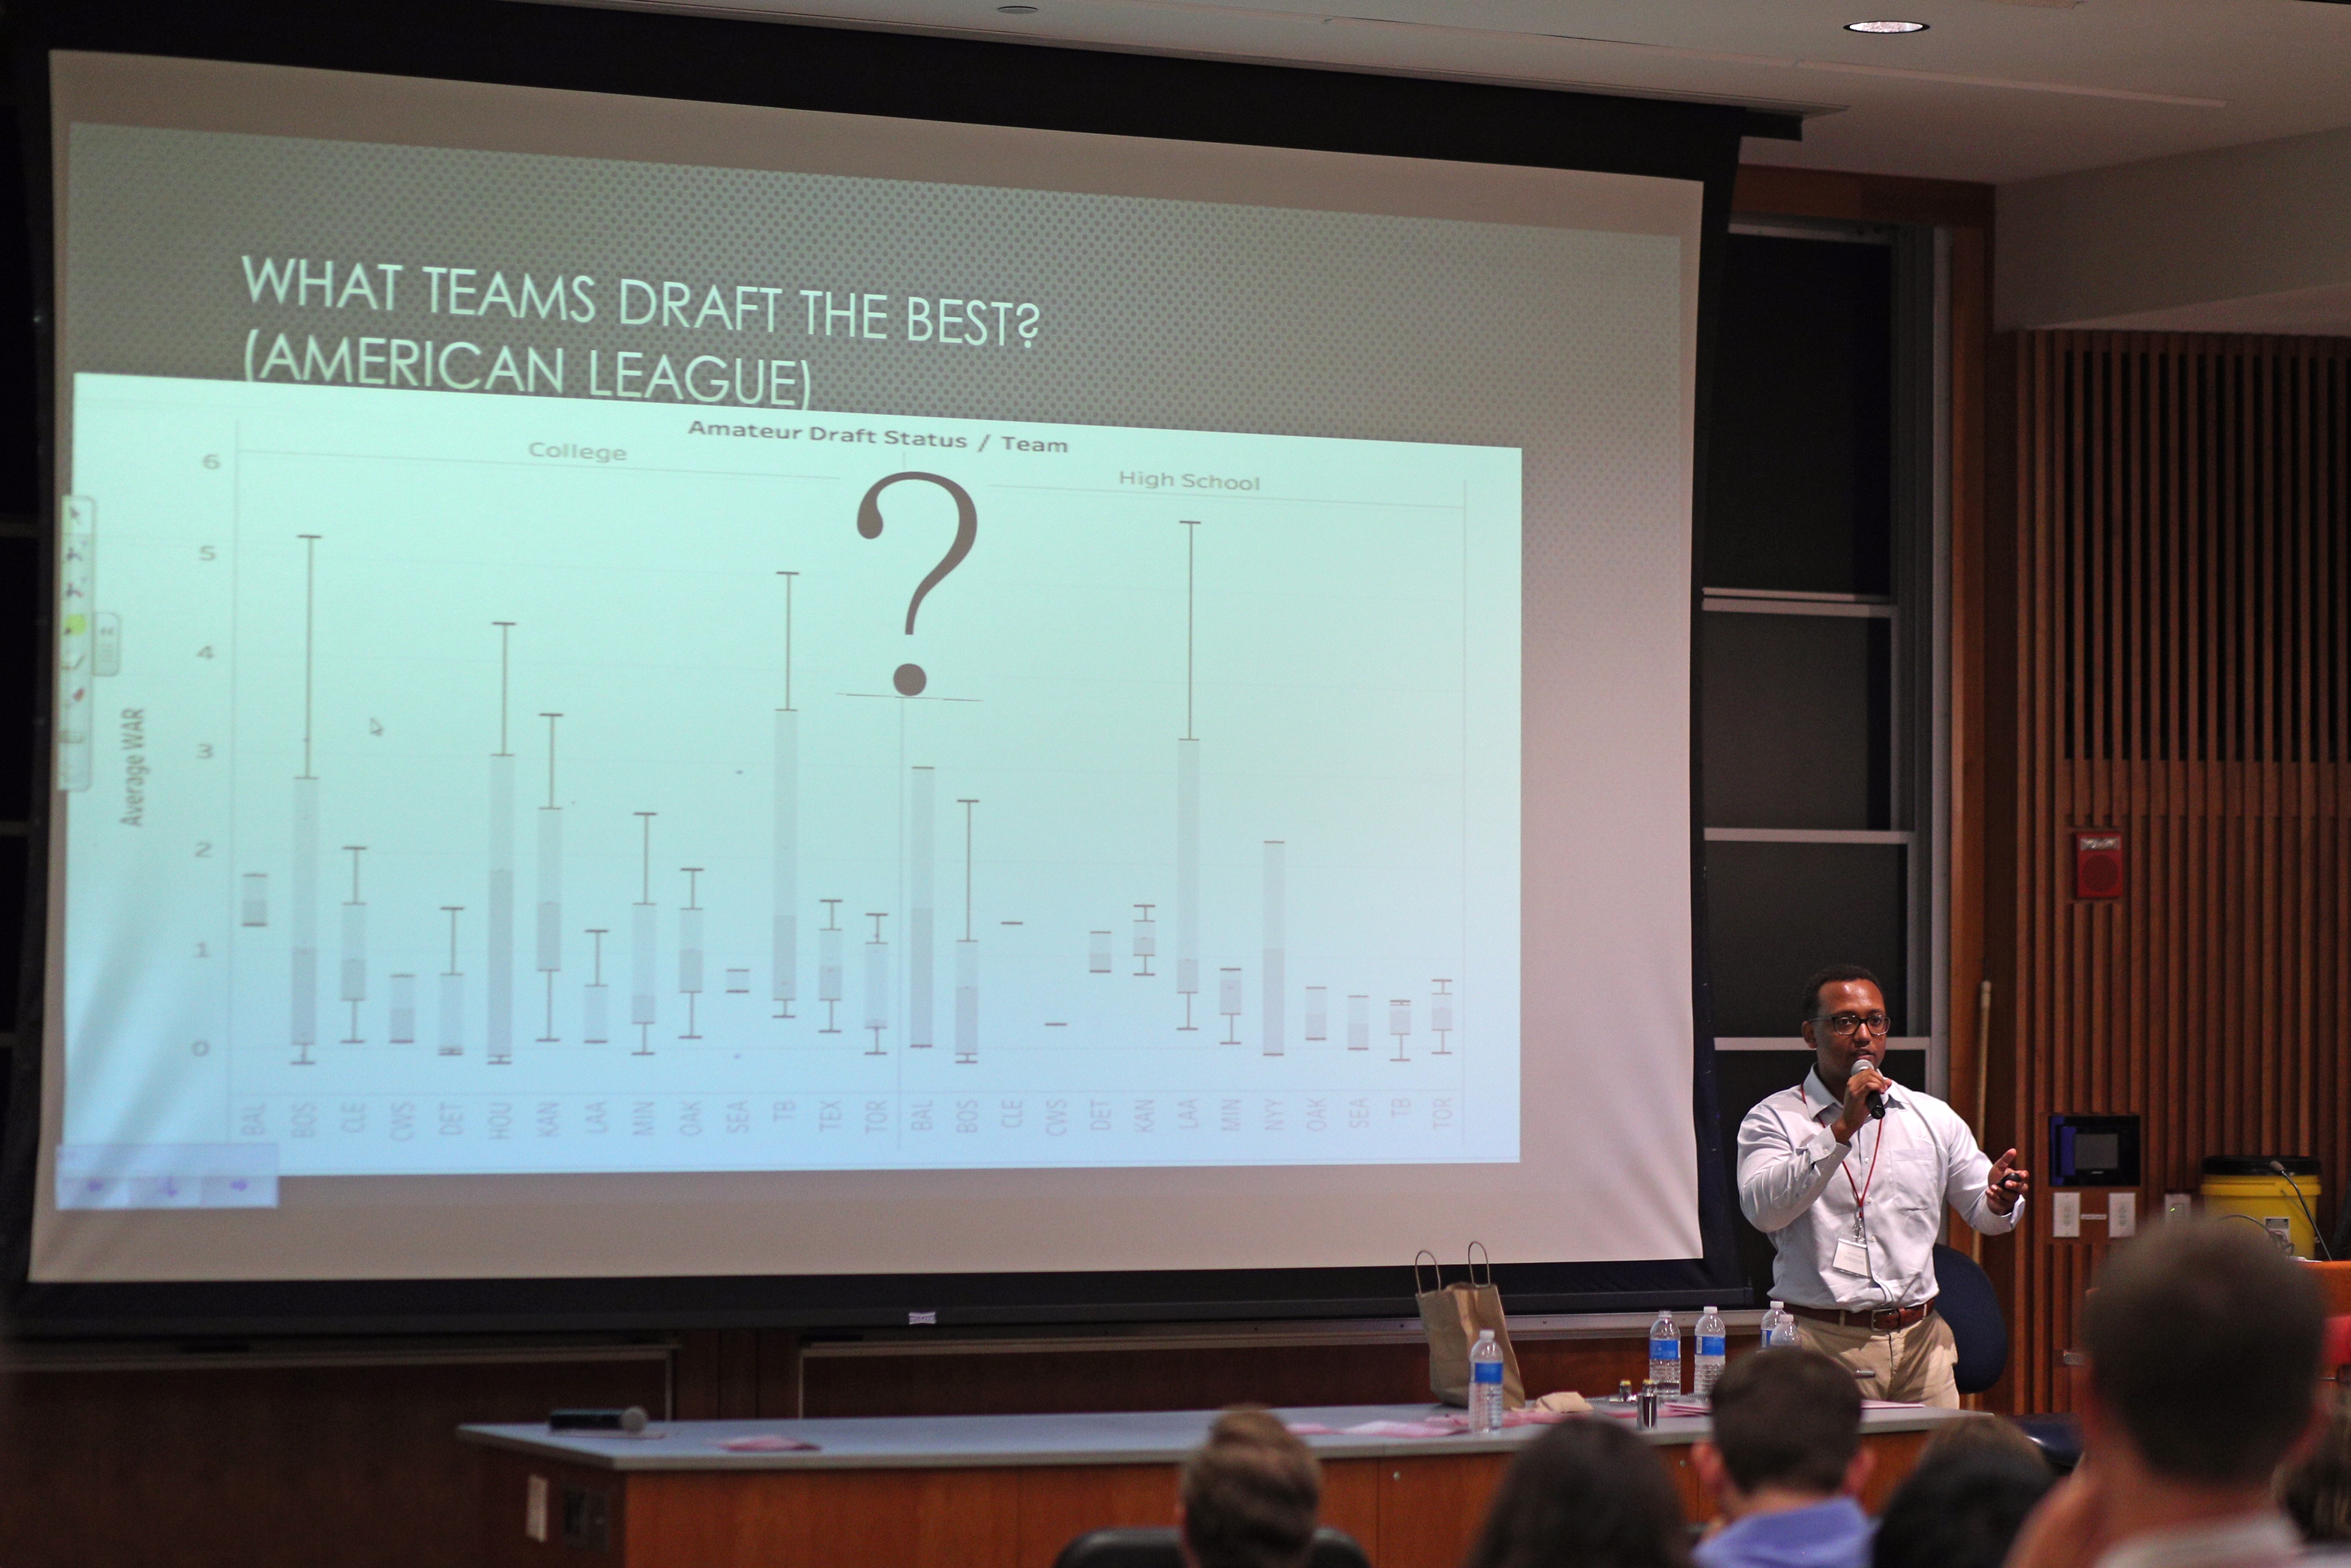 WHAT TEAMS DRAFT THE BEST?
(AMERICAN LEAGUE)
Amateur Draft Status / Team
College
High School
?
Average WAR
6
5
4
3
2
1
0
BAL
BOS
CLE
CWS
DET
HOU
KAN
LAA
MIN
OAK
SEA
TB
TEX
TOR
BAL
BOS
CLE
CWS
DET
KAN
LAA
MIN
NYY
OAK
SEA
TB
TOR